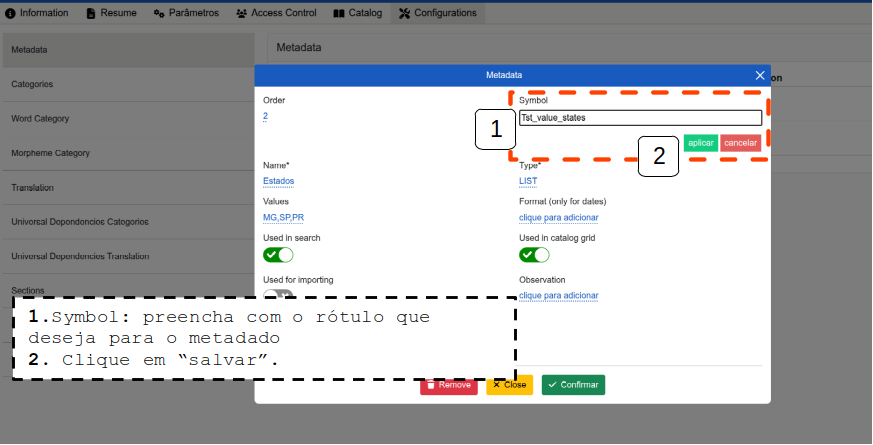 Information Resume Parâmetros Access Control Catalog Configurations
Metadata
Categories
Word Category
Morpheme Category
Translation
Universal Dopondoncios Catogorios
Universal Dependencies Translation
Sections
Metadata
on
Metadata
Order
2
Symbol
Tst_value_states
1
2
aplicar cancelar
Name*
Estados
Type*
LIST
Values
MG,SP,PR
Format (only for dates)
clique para adicionar
Used in search
Used in catalog grid
Used for importing
Observation
clique para adicionar
1.Symbol: preencha com o rótulo que
deseja para o metadado
2. Clique em “salvar”.
Remove Close Confirmar